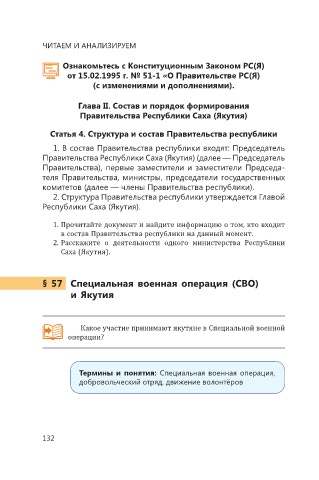 ЧИТАЕМ И АНАЛИЗИРУЕМ
Ознакомьтесь с Конституционным Законом РС(Я)
от 15.02.1995 г. № 51-1 «О Правительстве РС(Я)
(с изменениями и дополнениями).
Глава II. Состав и порядок формирования
Правительства Республики Саха (Якутия)
Статья 4. Структура и состав Правительства республики
1. В состав Правительства республики входят: Председатель
Правительства Республики Саха (Якутия) (далее — Председатель
Правительства), первые заместители и заместители Председа-
теля Правительства, министры, председатели государственных
комитетов (далее — члены Правительства республики).
2. Структура Правительства республики утверждается Главой
Республики Саха (Якутия).
1. Прочитайте документ и найдите информацию о том, кто входит
в состав Правительства республики на данный момент.
2. Расскажите о деятельности одного министерства Республики
Саха (Якутия).
§ 57 Специальная военная операция (СВО)
и Якутия
Какое участие принимают якутяне в Специальной военной
операции?
Термины и понятия: Специальная военная операция,
добровольческий отряд, движение волонтёров
132